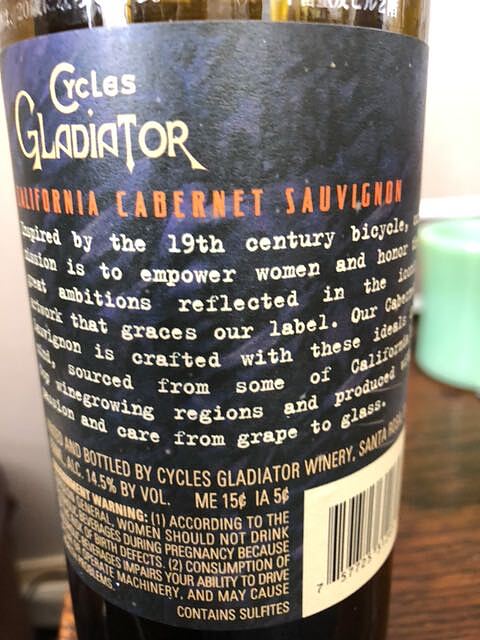 Cycles
GLADIATOR
CALIFORNIA CABERNET SAUVIGNON
Inspired by the 19th century bicycle,
mission is to empower women and honor
great ambitions reflected in the
artwork that graces our label. Our
Sauvignon is crafted with these ideals
mind, sourced from some of
winegrowing regions and produced
passion and care from grape to glass.
AND BOTTLED BY CYCLES GLADIATOR WINERY, SANTA
ALC. 14.5% BY VOL. ME 15¢ IA 5¢
WARNING: (1) ACCORDING TO THE
GENERAL, WOMEN SHOULD NOT DRINK
BEVERAGES DURING PREGNANCY BECAUSE
OF BIRTH DEFECTS. (2) CONSUMPTION OF
BEVERAGES IMPAIRS YOUR ABILITY TO DRIVE
OPERATE MACHINERY, AND MAY CAUSE
PROBLEMS.
CONTAINS SULFITES